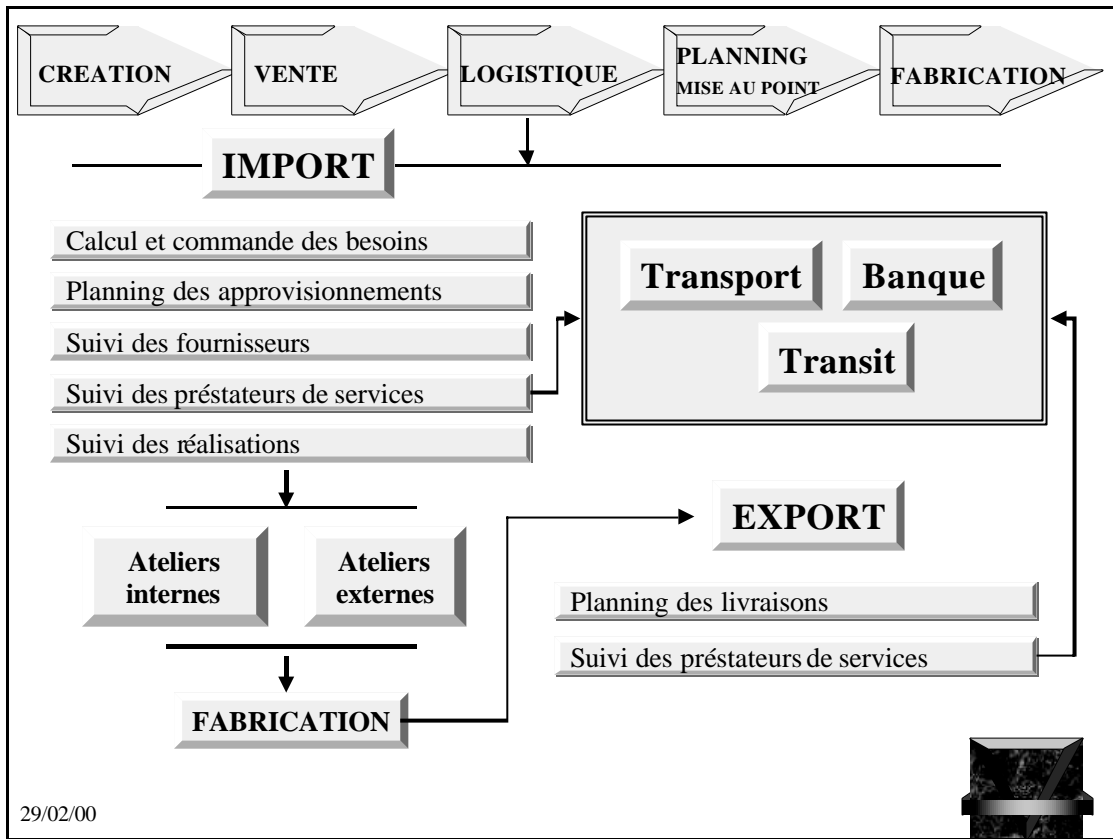 CREATION
VENTE
LOGISTIQUE
PLANNING
MISE AU POINT
FABRICATION
IMPORT
Calcul et commande des besoins
Planning des approvisionnements
Suivi des fournisseurs
Suivi des préstateurs de services
Suivi des réalisations
Transport
Banque
Transit
Ateliers
internes
Ateliers
externes
FABRICATION
EXPORT
Planning des livraisons
Suivi des préstateurs de services
29/02/00